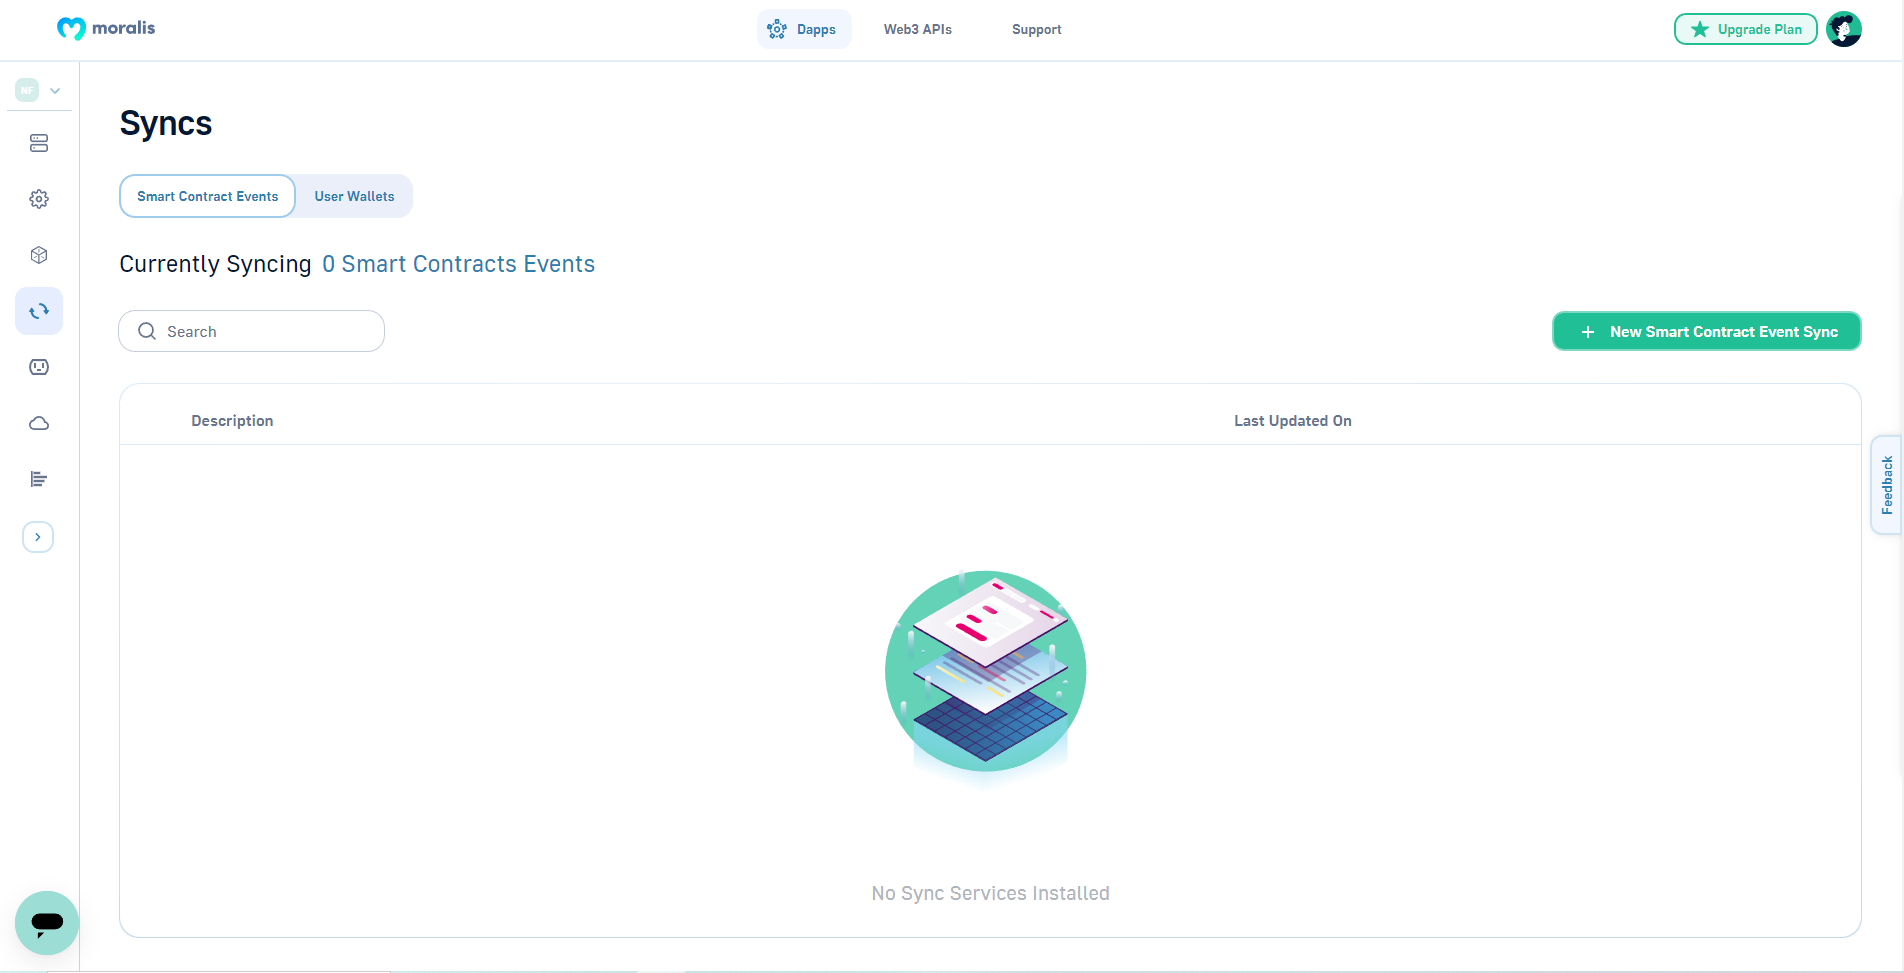 moralis
Dapps
Web3 APIs
Support
Upgrade Plan
NF
Syncs
Smart Contract Events
User Wallets
Currently Syncing 0 Smart Contracts Events
Search
New Smart Contract Event Sync
Description
Last Updated On
Feedback
No Sync Services Installed